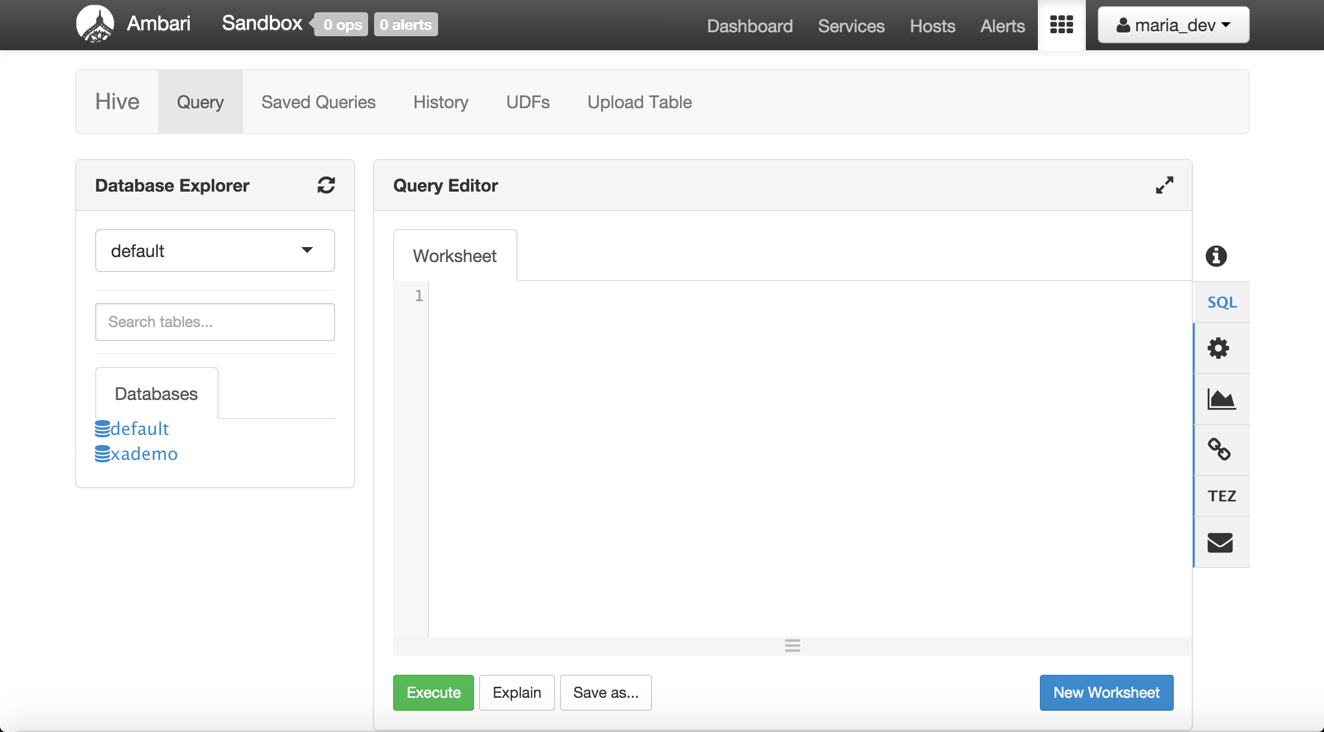 Ambari Sandbox 0 ops 0 alerts Dashboard Services Hosts Alerts maria_dev
Hive Query Saved Queries History UDFs Upload Table
Database Explorer
default
Search tables...
Databases
default
xademo
Query Editor
Worksheet
1
Execute Explain Save as... New Worksheet
SQL
TEZ